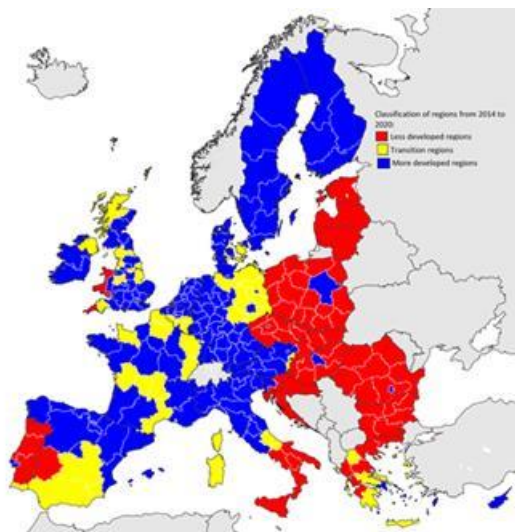 Classification of regions from 2014 to
2020:
Less developed regions
Transition regions
More developed regions